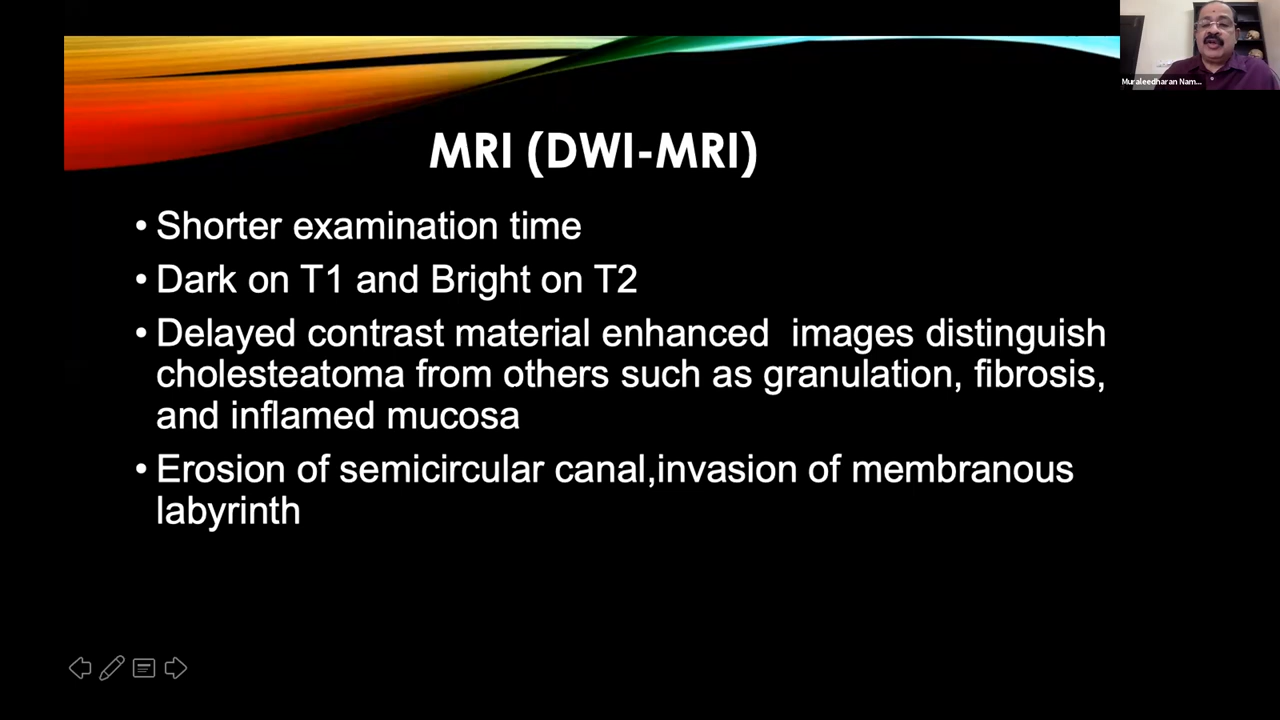 Muraleedharan Nam...
MRI (DWI-MRI)
• Shorter examination time
• Dark on T1 and Bright on T2
• Delayed contrast material enhanced  images distinguish
cholesteatoma from others such as granulation, fibrosis,
and inflamed mucosa
• Erosion of semicircular canal,invasion of membranous
labyrinth